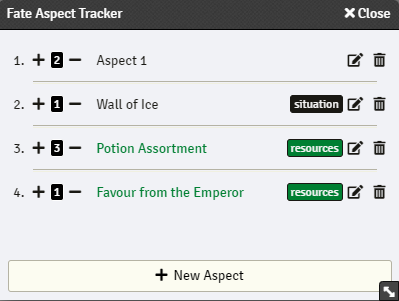 Fate Aspect Tracker Close
1. 2 Aspect 1
2. 1 Wall of Ice situation
3. 3 Potion Assortment resources
4. 1 Favour from the Emperor resources
New Aspect